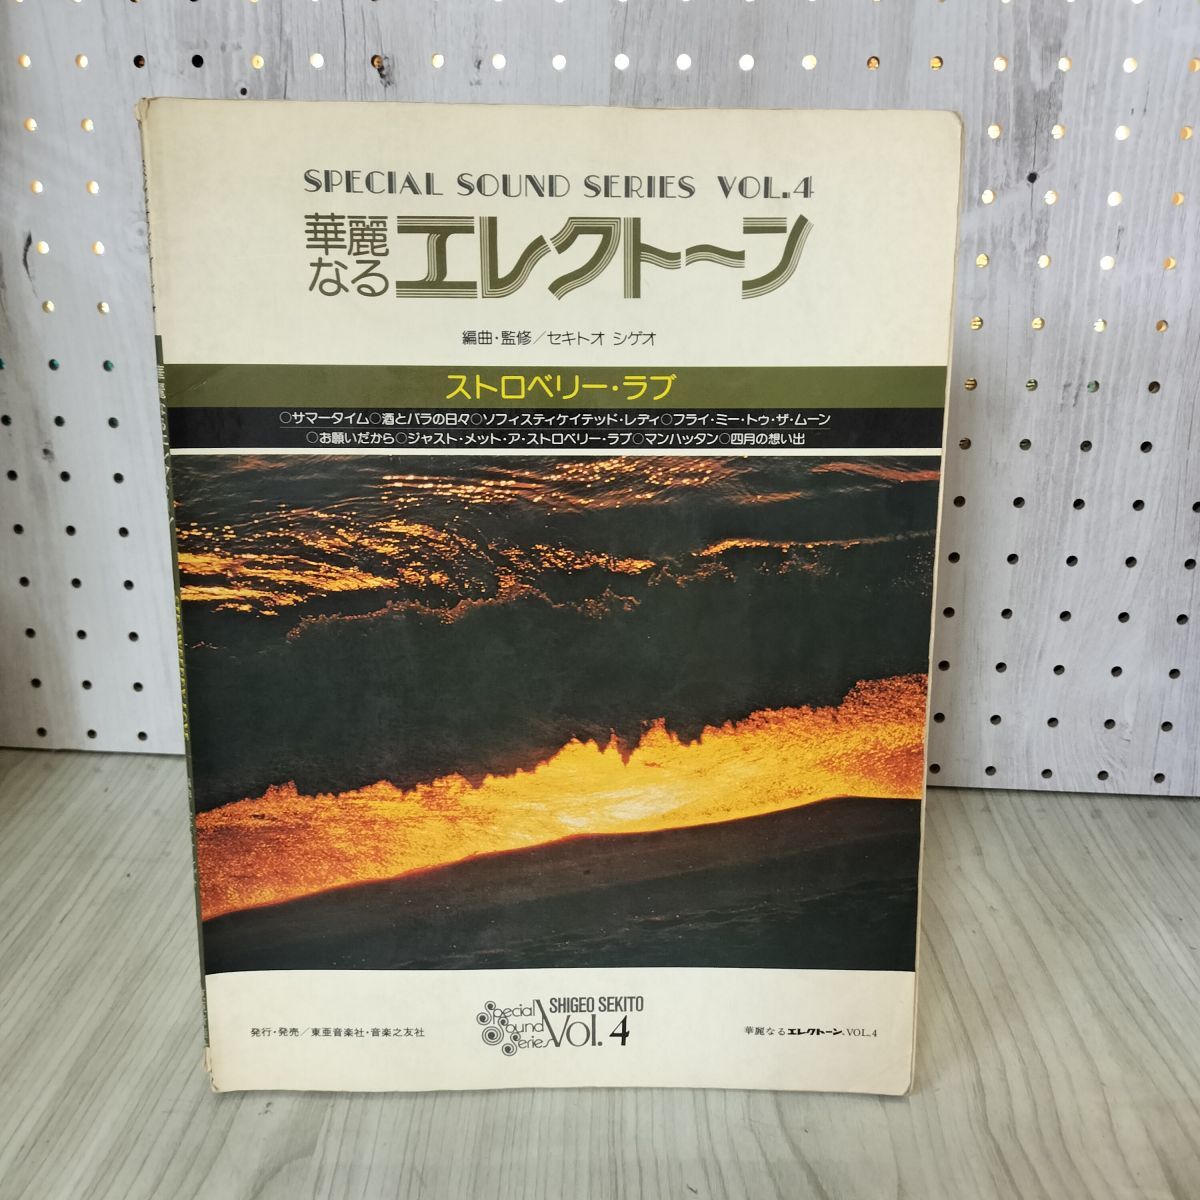 SPECIAL SOUND SERIES VOL.4
華麗なる
エレクトーン
編曲・監修/セキトオ シゲオ
ストロベリー・ラブ
○サマータイム○酒とバラの日々○ソフィスティケイテッド・レディ○フライ・ミー・トゥ・ザ・ムーン
○お願いだから○ジャスト・メット・ア・ストロベリー・ラブ○マンハッタン○四月の想い出
発行・発売/東亜音楽社・音楽之友社
Special Sound Series
SHIGEO SEKITO
Vol. 4
華麗なるエレクトーン、VOL.4